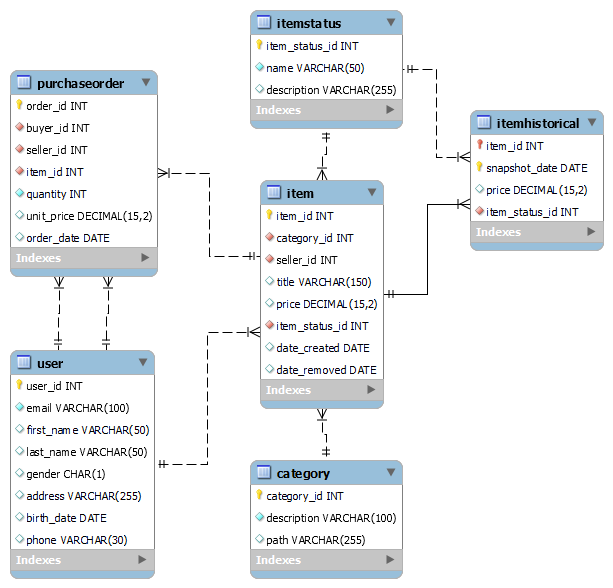 itemstatus
item_status_id INT
name VARCHAR(50)
description VARCHAR(255)
Indexes
purchaseorder
order_id INT
buyer_id INT
seller_id INT
item_id INT
quantity INT
unit_price DECIMAL(15,2)
order_date DATE
Indexes
itemhistorical
item_id INT
snapshot_date DATE
price DECIMAL(15,2)
item_status_id INT
Indexes
item
item_id INT
category_id INT
seller_id INT
title VARCHAR(150)
price DECIMAL(15,2)
item_status_id INT
date_created DATE
date_removed DATE
Indexes
user
user_id INT
email VARCHAR(100)
first_name VARCHAR(50)
last_name VARCHAR(50)
gender CHAR(1)
address VARCHAR(255)
birth_date DATE
phone VARCHAR(30)
Indexes
category
category_id INT
description VARCHAR(100)
path VARCHAR(255)
Indexes